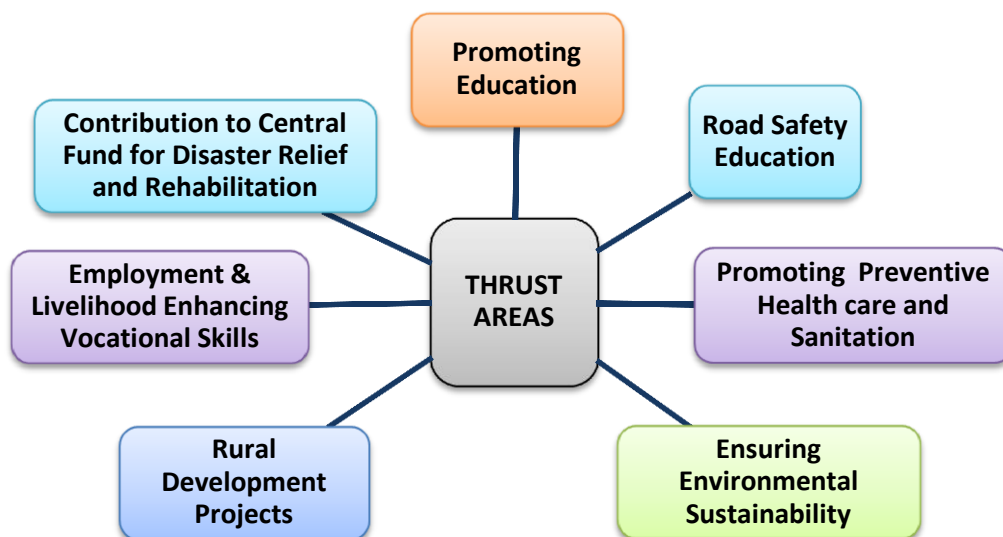 Promoting
Education
Contribution to Central
Fund for Disaster Relief
and Rehabilitation
Road Safety
Education
THRUST
AREAS
Employment &
Livelihood Enhancing
Vocational Skills
Promoting Preventive
Health care and
Sanitation
Rural
Development
Projects
Ensuring
Environmental
Sustainability